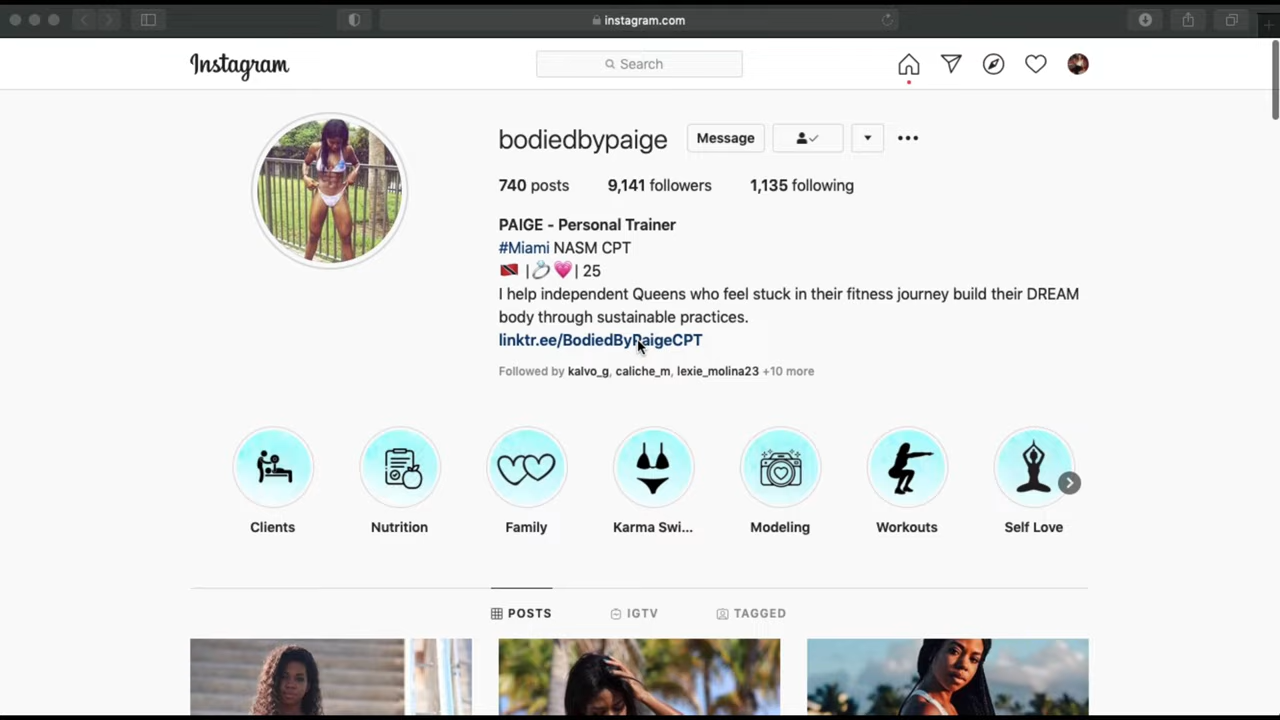 instagram.com
Instagram
Search
bodiedbypaige Message
740 posts 9,141 followers 1,135 following
PAIGE - Personal Trainer
#Miami NASM CPT
🇹🇹 |💍💗| 25
I help independent Queens who feel stuck in their fitness journey build their DREAM
body through sustainable practices.
linktr.ee/BodiedByPaigeCPT
Followed by kalvo_g, caliche_m, lexie_molina23 +10 more
Clients Nutrition Family Karma Swi... Modeling Workouts Self Love
POSTS IGTV TAGGED